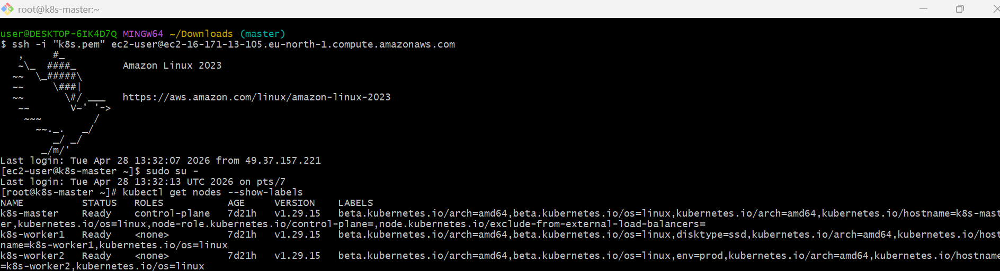 root@k8s-master:~
user@DESKTOP-6IK4D7Q MINGW64 ~/Downloads (master)
$ ssh -i "k8s.pem" ec2-user@ec2-16-171-13-105.eu-north-1.compute.amazonaws.com
   ,     #_
   ~\_  ####_        Amazon Linux 2023
  ~~  \_#####\
  ~~     \###|
  ~~       \#/ ___   https://aws.amazon.com/linux/amazon-linux-2023
   ~~       V~' '->
    ~~~         /
      ~~._.   _/
         _/ _/
       _/m/'
Last login: Tue Apr 28 13:32:07 2026 from 49.37.157.221
[ec2-user@k8s-master ~]$ sudo su -
Last login: Tue Apr 28 13:32:13 UTC 2026 on pts/7
[root@k8s-master ~]# kubectl get nodes --show-labels
NAME          STATUS   ROLES           AGE     VERSION    LABELS
k8s-master    Ready    control-plane   7d21h   v1.29.15   beta.kubernetes.io/arch=amd64,beta.kubernetes.io/os=linux,kubernetes.io/arch=amd64,kubernetes.io/hostname=k8s-mast
er,kubernetes.io/os=linux,node-role.kubernetes.io/control-plane=,node.kubernetes.io/exclude-from-external-load-balancers=
k8s-worker1   Ready    <none>          7d21h   v1.29.15   beta.kubernetes.io/arch=amd64,beta.kubernetes.io/os=linux,disktype=ssd,kubernetes.io/arch=amd64,kubernetes.io/host
name=k8s-worker1,kubernetes.io/os=linux
k8s-worker2   Ready    <none>          7d21h   v1.29.15   beta.kubernetes.io/arch=amd64,beta.kubernetes.io/os=linux,env=prod,kubernetes.io/arch=amd64,kubernetes.io/hostname
=k8s-worker2,kubernetes.io/os=linux